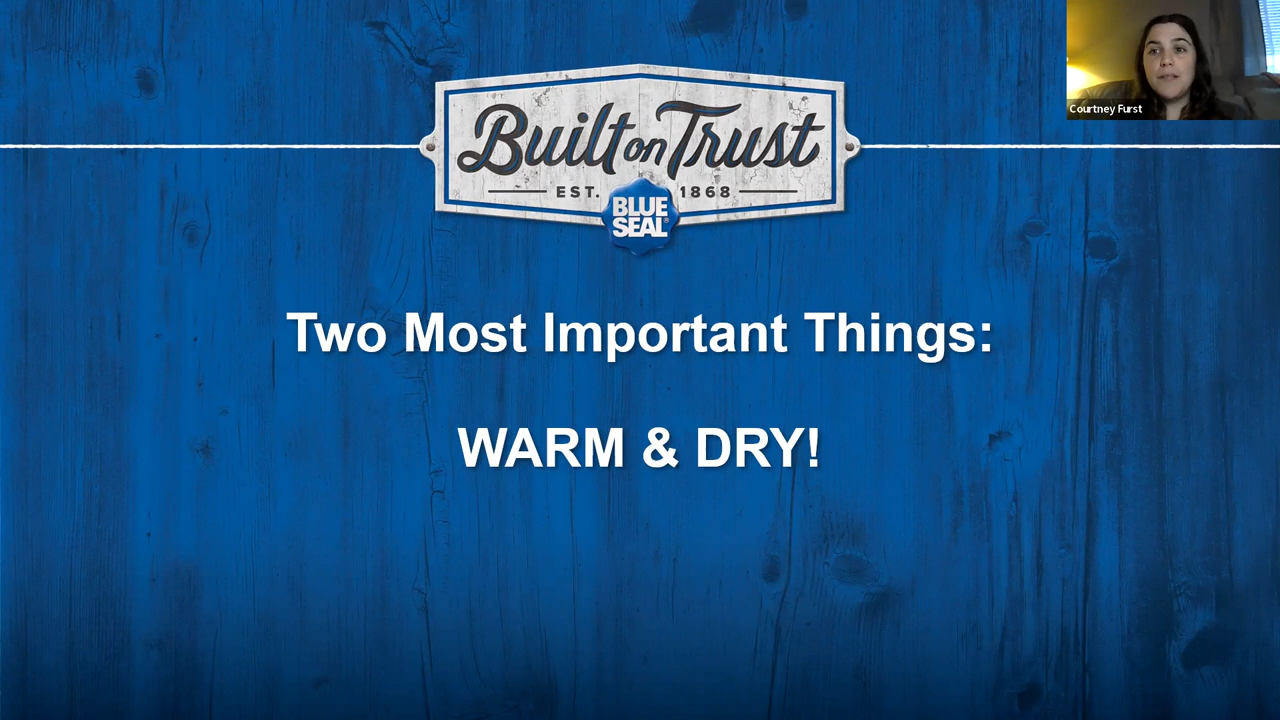 Built on Trust
EST. 1868
BLUE
SEAL®
Two Most Important Things:
WARM & DRY!
Courtney Furst